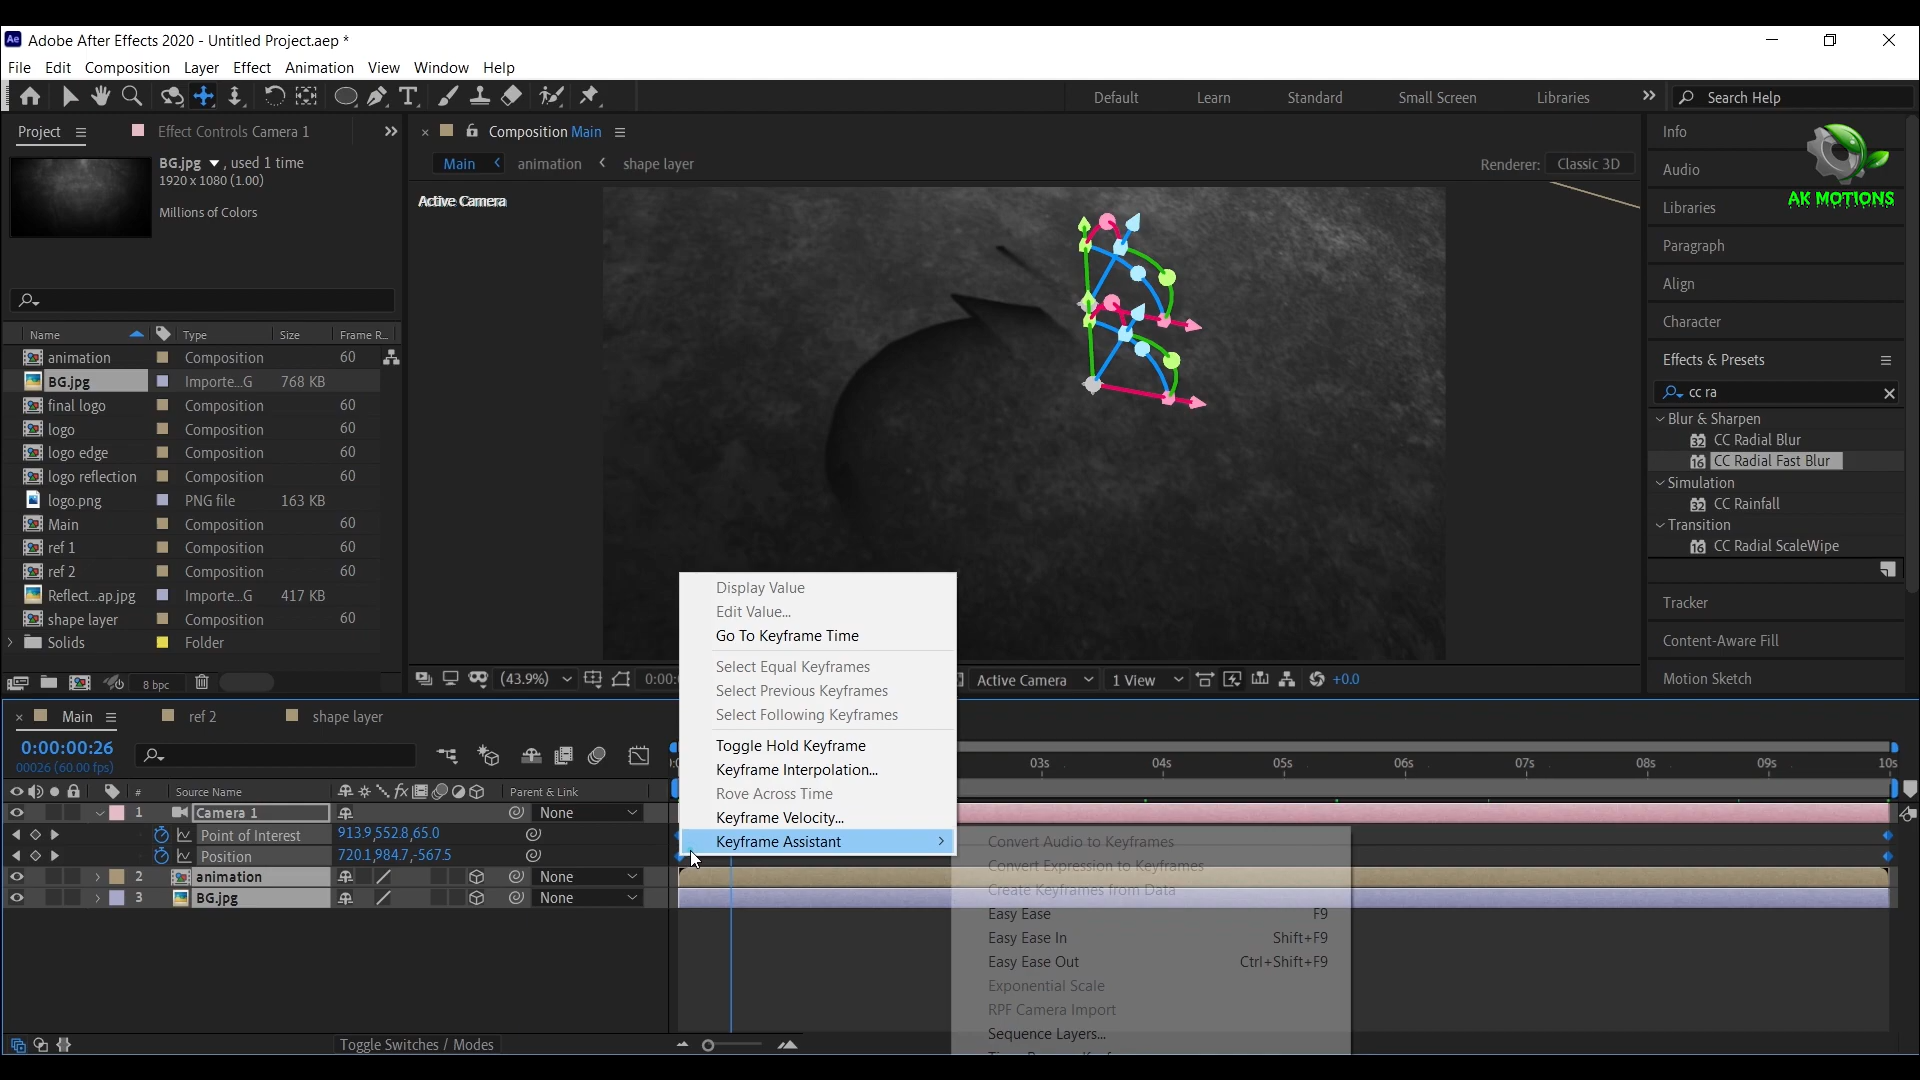 Adobe After Effects 2020 - Untitled Project.aep *
File Edit Composition Layer Effect Animation View Window Help
Default Learn Standard Small Screen Libraries Search Help
Project Effect Controls Camera 1
Composition Main
BG.jpg , used 1 time
1920 x 1080 (1.00)
Millions of Colors
Main animation shape layer
Renderer: Classic 3D
Active Camera
Name Type Size Frame R...
animation Composition 60
BG.jpg Importe...G 768 KB
final logo Composition 60
logo Composition 60
logo edge Composition 60
logo reflection Composition 60
logo.png PNG file 163 KB
Main Composition 60
ref 1 Composition 60
ref 2 Composition 60
Reflect...ap.jpg Importe...G 417 KB
shape layer Composition 60
Solids Folder
8 bpc
Info
Audio
AK MOTIONS
Libraries
Paragraph
Align
Character
Effects & Presets
cc ra
Blur & Sharpen
32 CC Radial Blur
16 CC Radial Fast Blur
Simulation
32 CC Rainfall
Transition
16 CC Radial ScaleWipe
Tracker
Content-Aware Fill
Motion Sketch
(43.9%) 0:00:0 Active Camera 1 View +0.0
Display Value
Edit Value...
Go To Keyframe Time
Select Equal Keyframes
Select Previous Keyframes
Select Following Keyframes
Toggle Hold Keyframe
Keyframe Interpolation...
Rove Across Time
Keyframe Velocity...
Keyframe Assistant
Convert Audio to Keyframes
Convert Expression to Keyframes
Create Keyframes from Data
Easy Ease F9
Easy Ease In Shift+F9
Easy Ease Out Ctrl+Shift+F9
Exponential Scale
RPF Camera Import
Sequence Layers...
Main ref 2 shape layer
0:00:00:26
00026 (60.00 fps)
03s 04s 05s 06s 07s 08s 09s 10s
# Source Name fx Parent & Link
1 Camera 1 None
Point of Interest 913.9,552.8,65.0
Position 720.1,984.7,-567.5
2 animation None
3 BG.jpg None
Toggle Switches / Modes